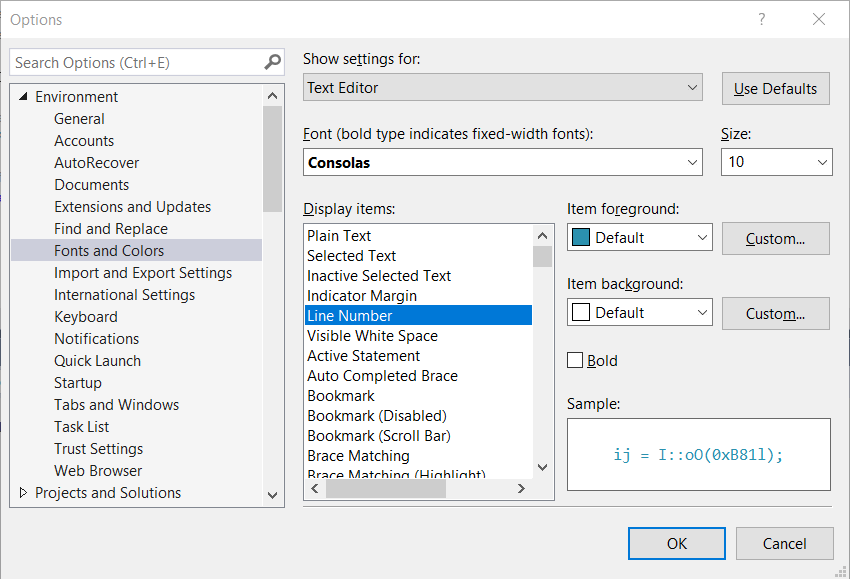 Options
?
Search Options (Ctrl+E)
Environment
General
Accounts
AutoRecover
Documents
Extensions and Updates
Find and Replace
Fonts and Colors
Import and Export Settings
International Settings
Keyboard
Notifications
Quick Launch
Startup
Tabs and Windows
Task List
Trust Settings
Web Browser
Projects and Solutions
Show settings for:
Text Editor
Use Defaults
Font (bold type indicates fixed-width fonts):
Size:
Consolas
10
Display items:
Plain Text
Selected Text
Inactive Selected Text
Indicator Margin
Line Number
Visible White Space
Active Statement
Auto Completed Brace
Bookmark
Bookmark (Disabled)
Bookmark (Scroll Bar)
Brace Matching
Brace Matching (Highlight)
Item foreground:
Default
Custom...
Item background:
Default
Custom...
Bold
Sample:
ij = I::oO(0xB81l);
OK
Cancel